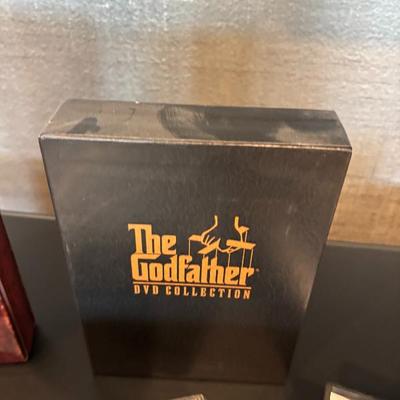 The
Godfather
DVD COLLECTION